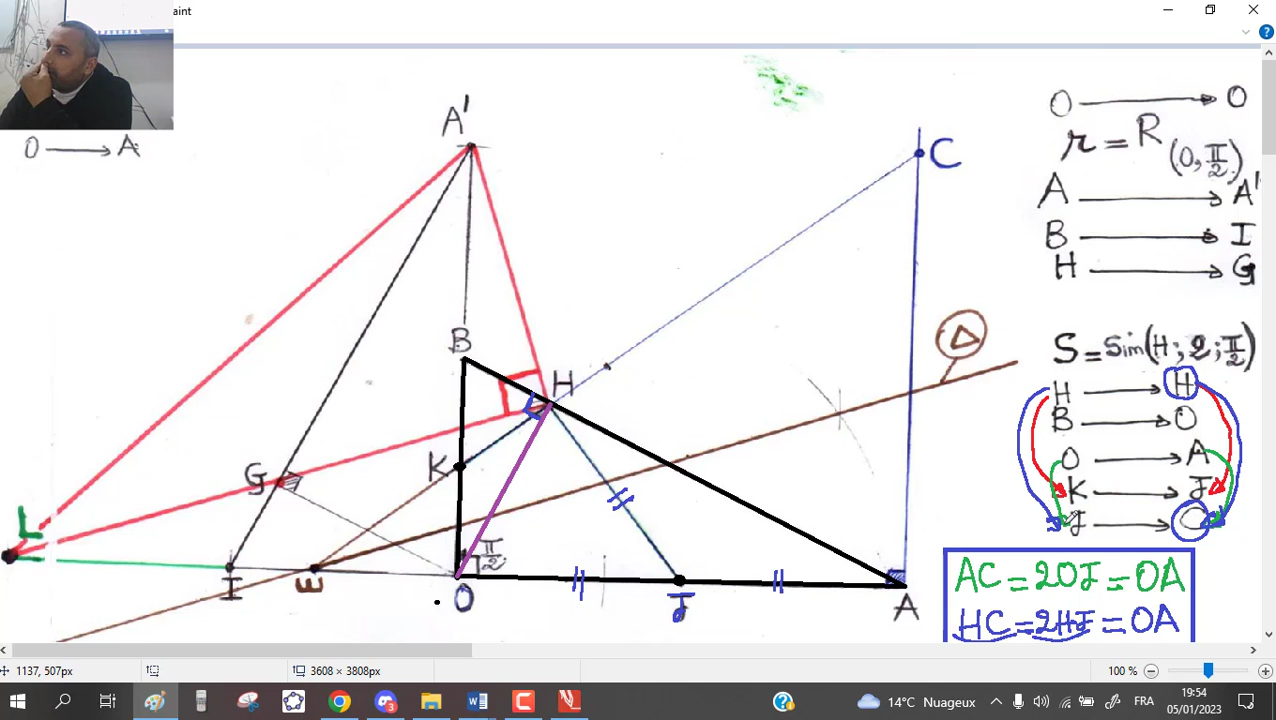 aint
O → A
A'
C
B
H
Δ
K
G
L
π/2
I
E
O
J
A
O → O
r = R(O, π/2)
A → A'
B → I
H → G
S = Sim(H ; 2 ; π/2)
H → H
B → O
O → A
K → J
J → C
AC = 2OJ = OA
HC = 2HJ = OA
1137, 507px
3608 × 3808px
100 %
14°C Nuageux
FRA
19:54
05/01/2023